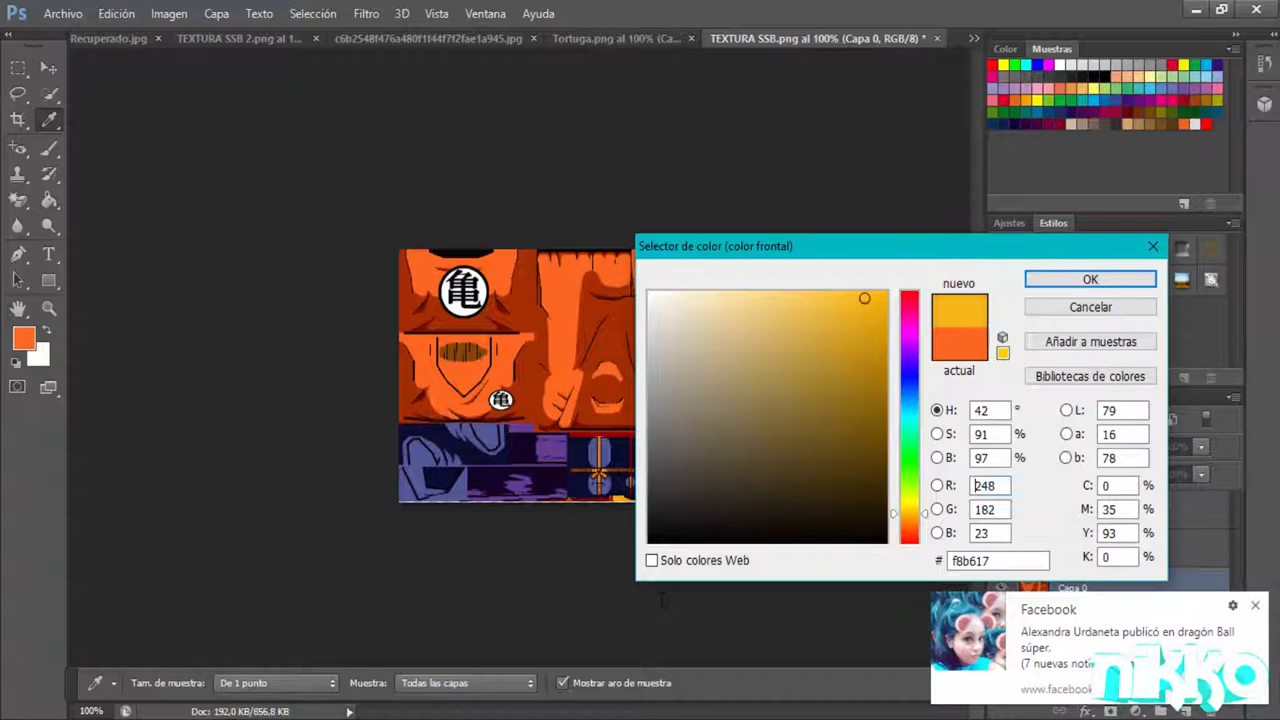 Ps Archivo Edición Imagen Capa Texto Selección Filtro 3D Vista Ventana Ayuda
Recuperado.jpg × TEXTURA SSB 2.png al 1... × c6b2548f476a480f1f44f7f2fae1a945.jpg × Tortuga.png al 100% (Ca... × TEXTURA SSB.png al 100% (Capa 0, RGB/8) * ×
Color Muestras
Ajustes Estilos
亀
亀
Selector de color (color frontal)
nuevo
actual
OK
Cancelar
Añadir a muestras
Bibliotecas de colores
H: 42 ° L: 79
S: 91 % a: 16
B: 97 % b: 78
R: 248 C: 0 %
G: 182 M: 35 %
B: 23 Y: 93 %
# f8b617 K: 0 %
Solo colores Web
Capa 0
Facebook
Alexandra Urdaneta publicó en dragón Ball
súper.
(7 nuevas
www.facebook
nikka
Tam. de muestra: De 1 punto Muestra: Todas las capas Mostrar aro de muestra
100% Doc: 192,0 KB/856,8 KB